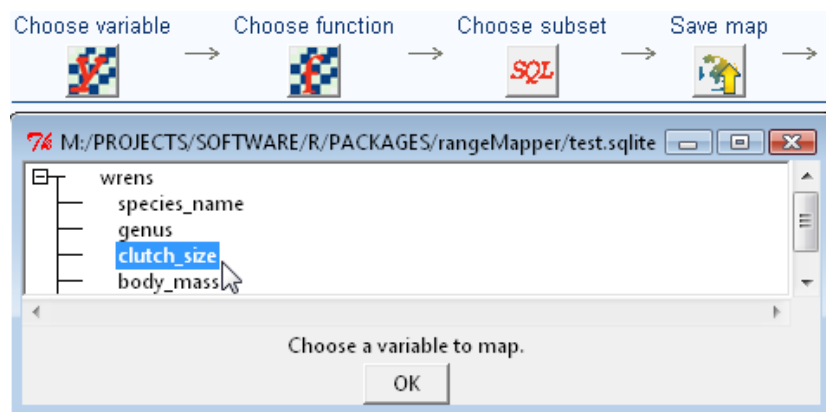 Choose variable → Choose function → Choose subset → Save map →
y f SQL
7% M:/PROJECTS/SOFTWARE/R/PACKAGES/rangeMapper/test.sqlite
wrens
species_name
genus
clutch_size
body_mass
Choose a variable to map.
OK